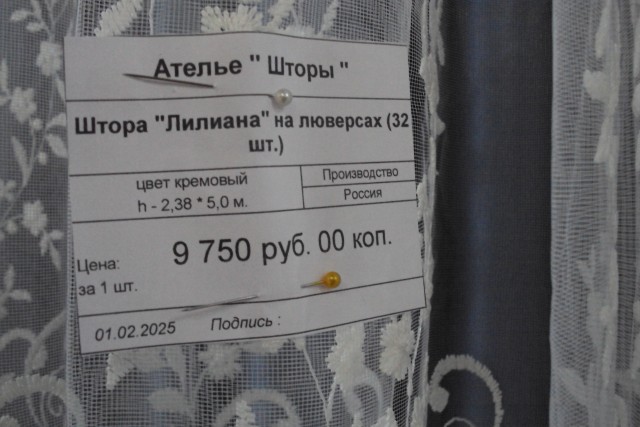 Ателье " Шторы "
Штора "Лилиана" на люверсах (32
шт.)
цвет кремовый
h - 2,38 * 5,0 м.
Производство
Россия
Цена:
за 1 шт.
9 750 руб. 00 коп.
01.02.2025 Подпись :